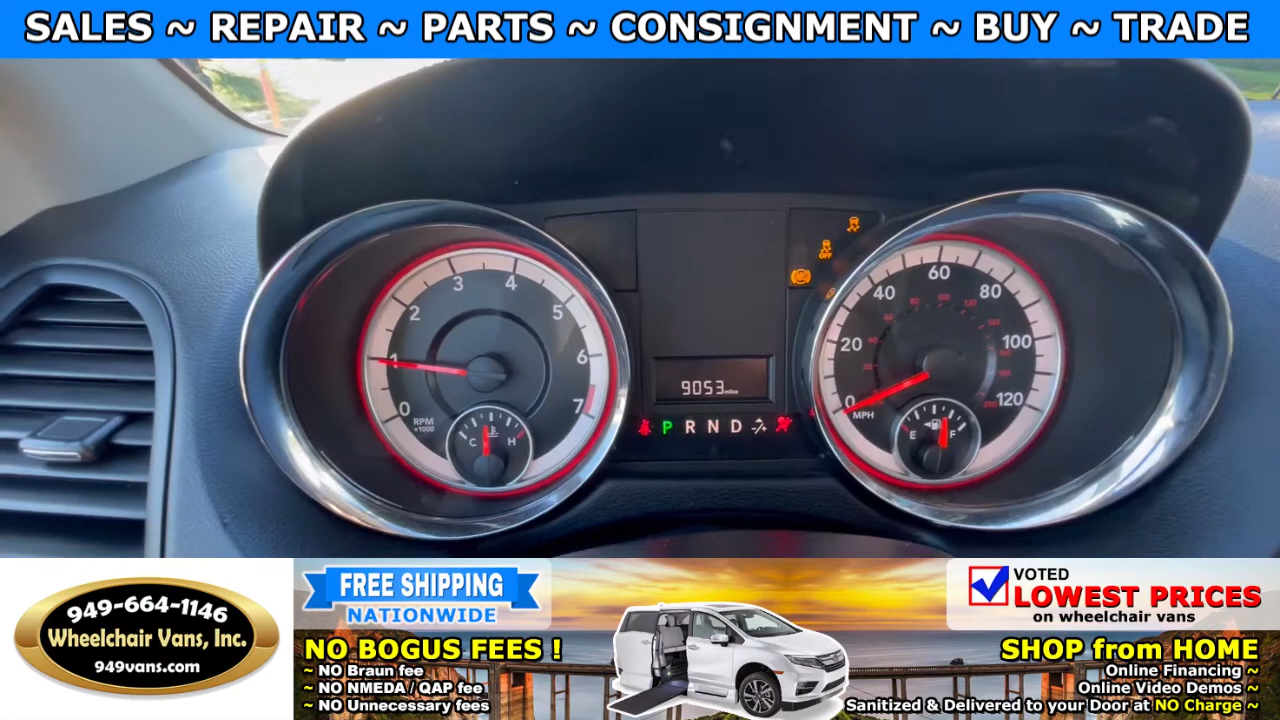 SALES ~ REPAIR ~ PARTS ~ CONSIGNMENT ~ BUY ~ TRADE
OFF
0
1
2
3
4
5
6
7
RPM
x1000
C H
9053 miles
P R N D
0
20
40
60
80
100
120
MPH
E F
949-664-1146
Wheelchair Vans, Inc.
949vans.com
FREE SHIPPING
NATIONWIDE
NO BOGUS FEES !
~ NO Braun fee
~ NO NMEDA / QAP fee
~ NO Unnecessary fees
VOTED
LOWEST PRICES
on wheelchair vans
SHOP from HOME
Online Financing ~
Online Video Demos ~
Sanitized & Delivered to your Door at NO Charge ~